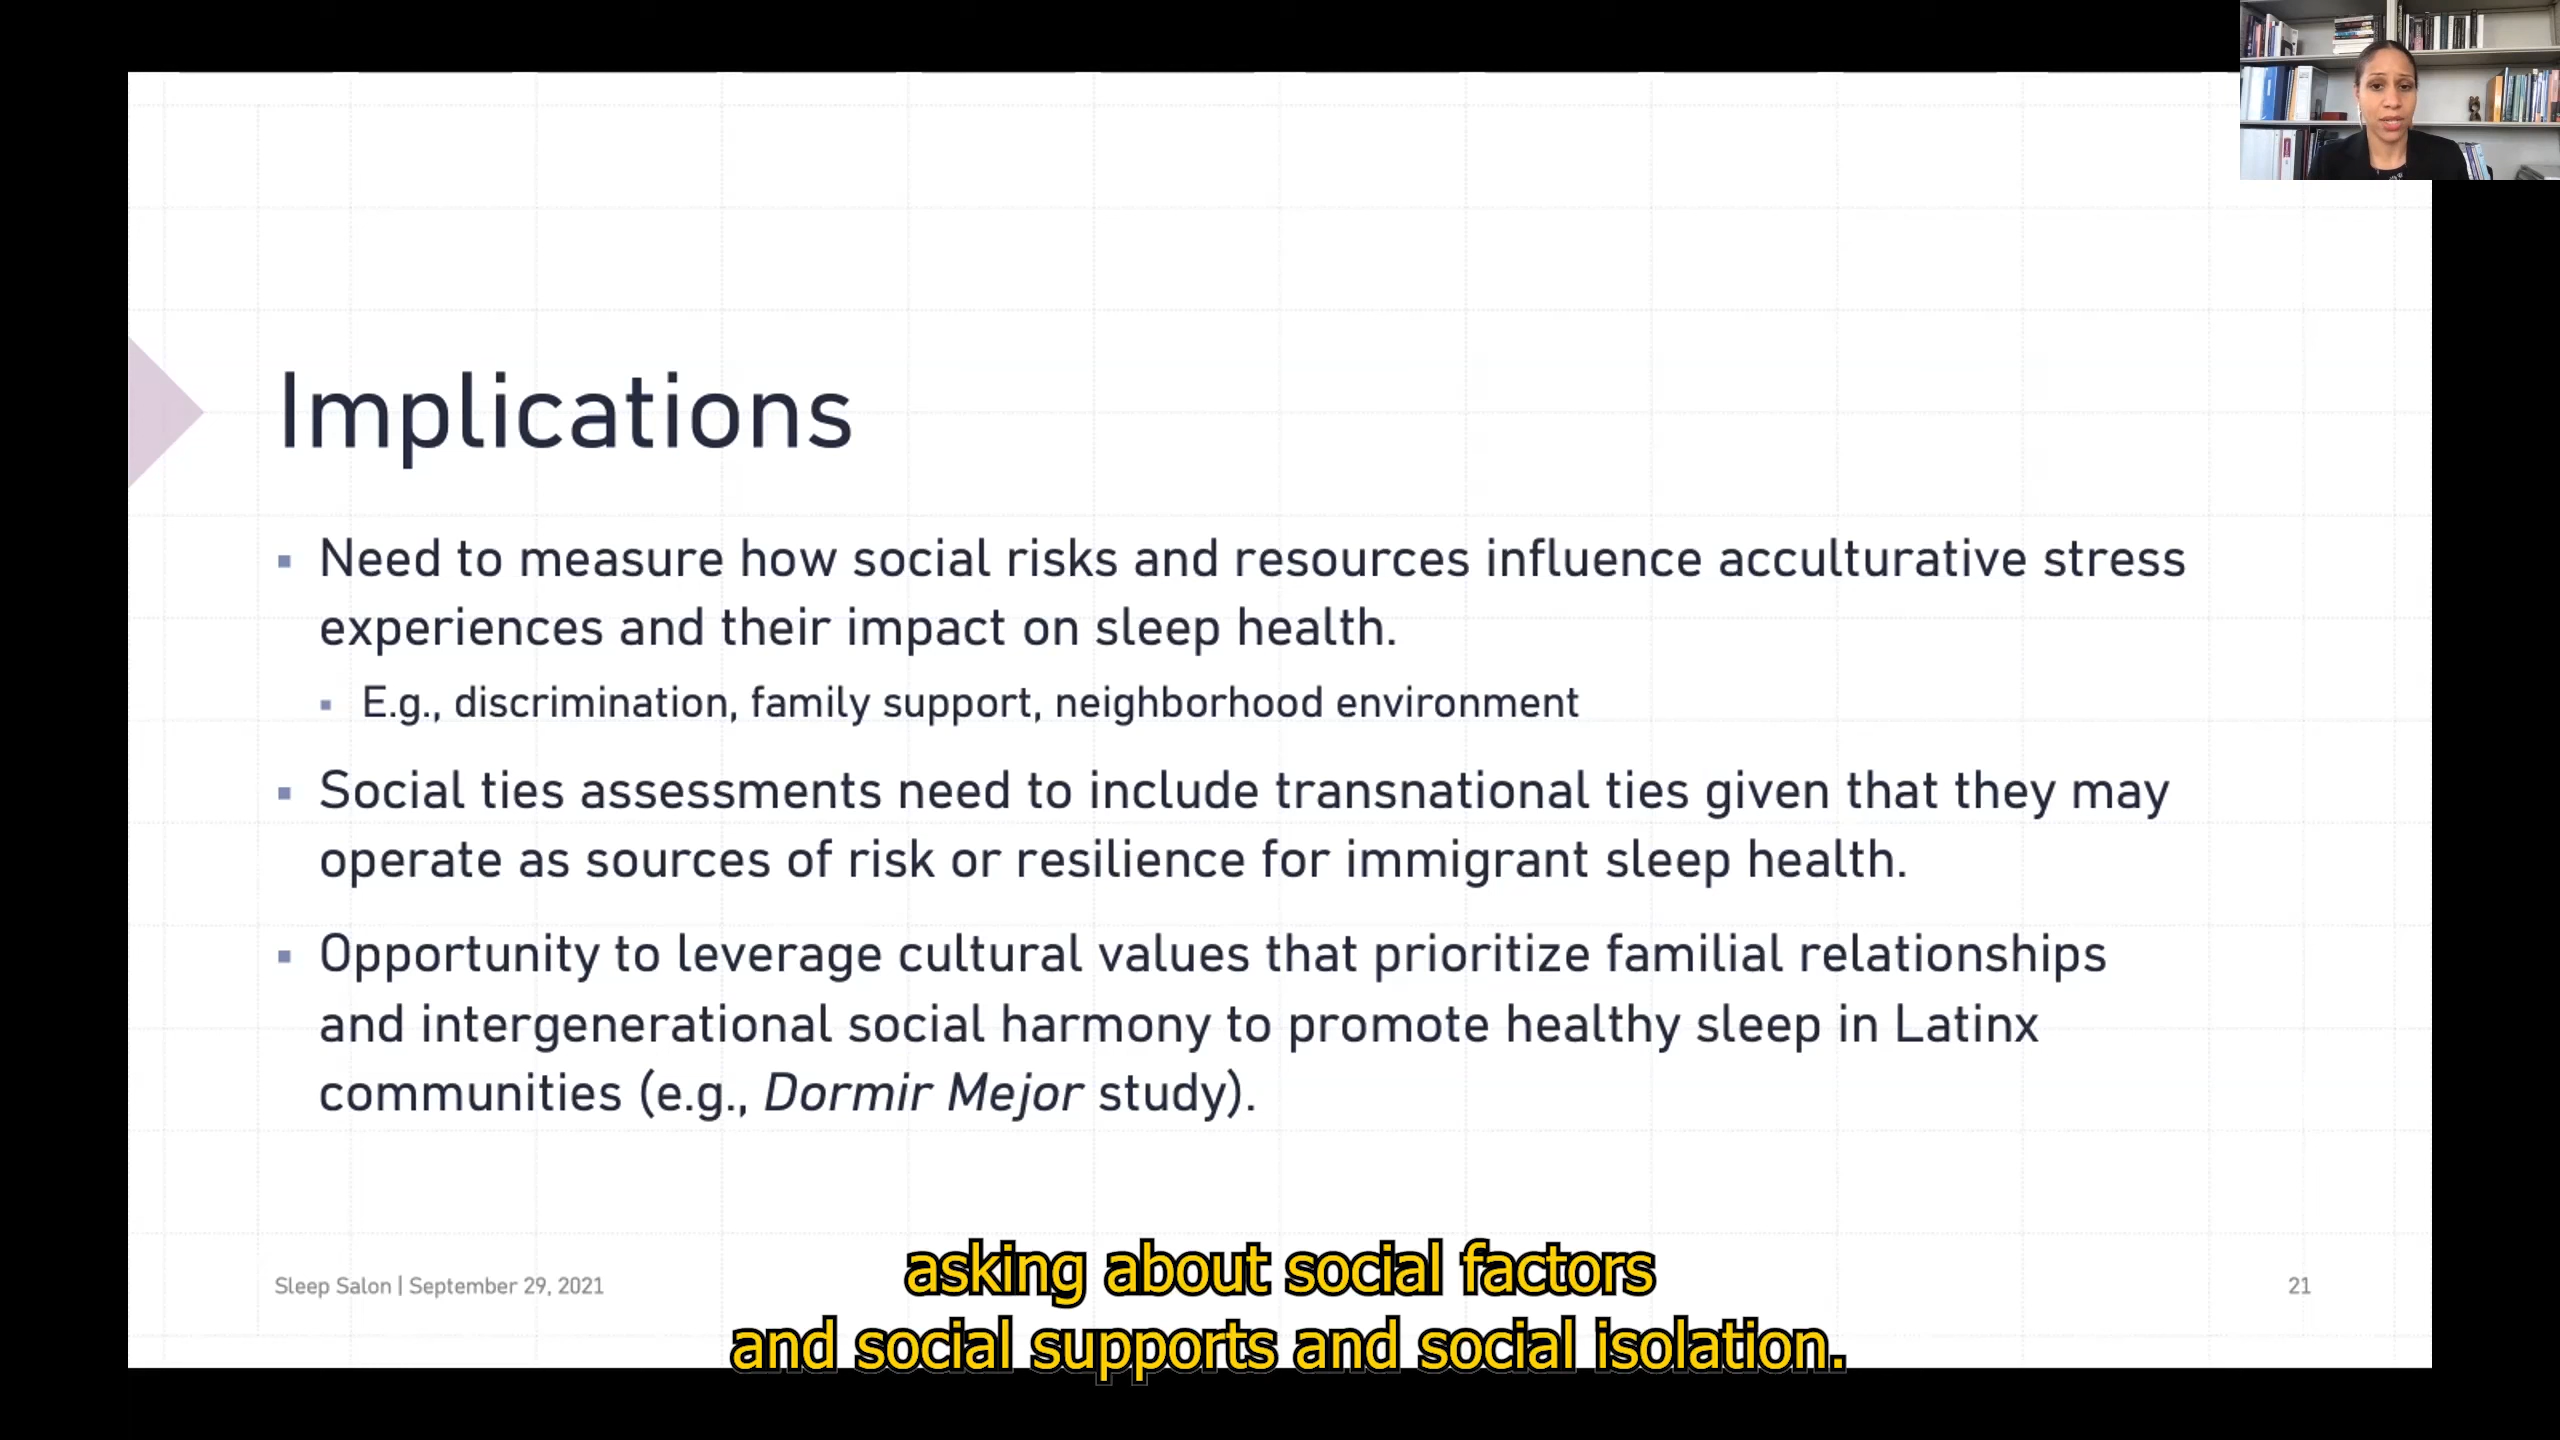 Implications
Need to measure how social risks and resources influence acculturative stress
experiences and their impact on sleep health.
E.g., discrimination, family support, neighborhood environment
Social ties assessments need to include transnational ties given that they may
operate as sources of risk or resilience for immigrant sleep health.
Opportunity to leverage cultural values that prioritize familial relationships
and intergenerational social harmony to promote healthy sleep in Latinx
communities (e.g., Dormir Mejor study).
Sleep Salon | September 29, 2021
21
asking about social factors
and social supports and social isolation.